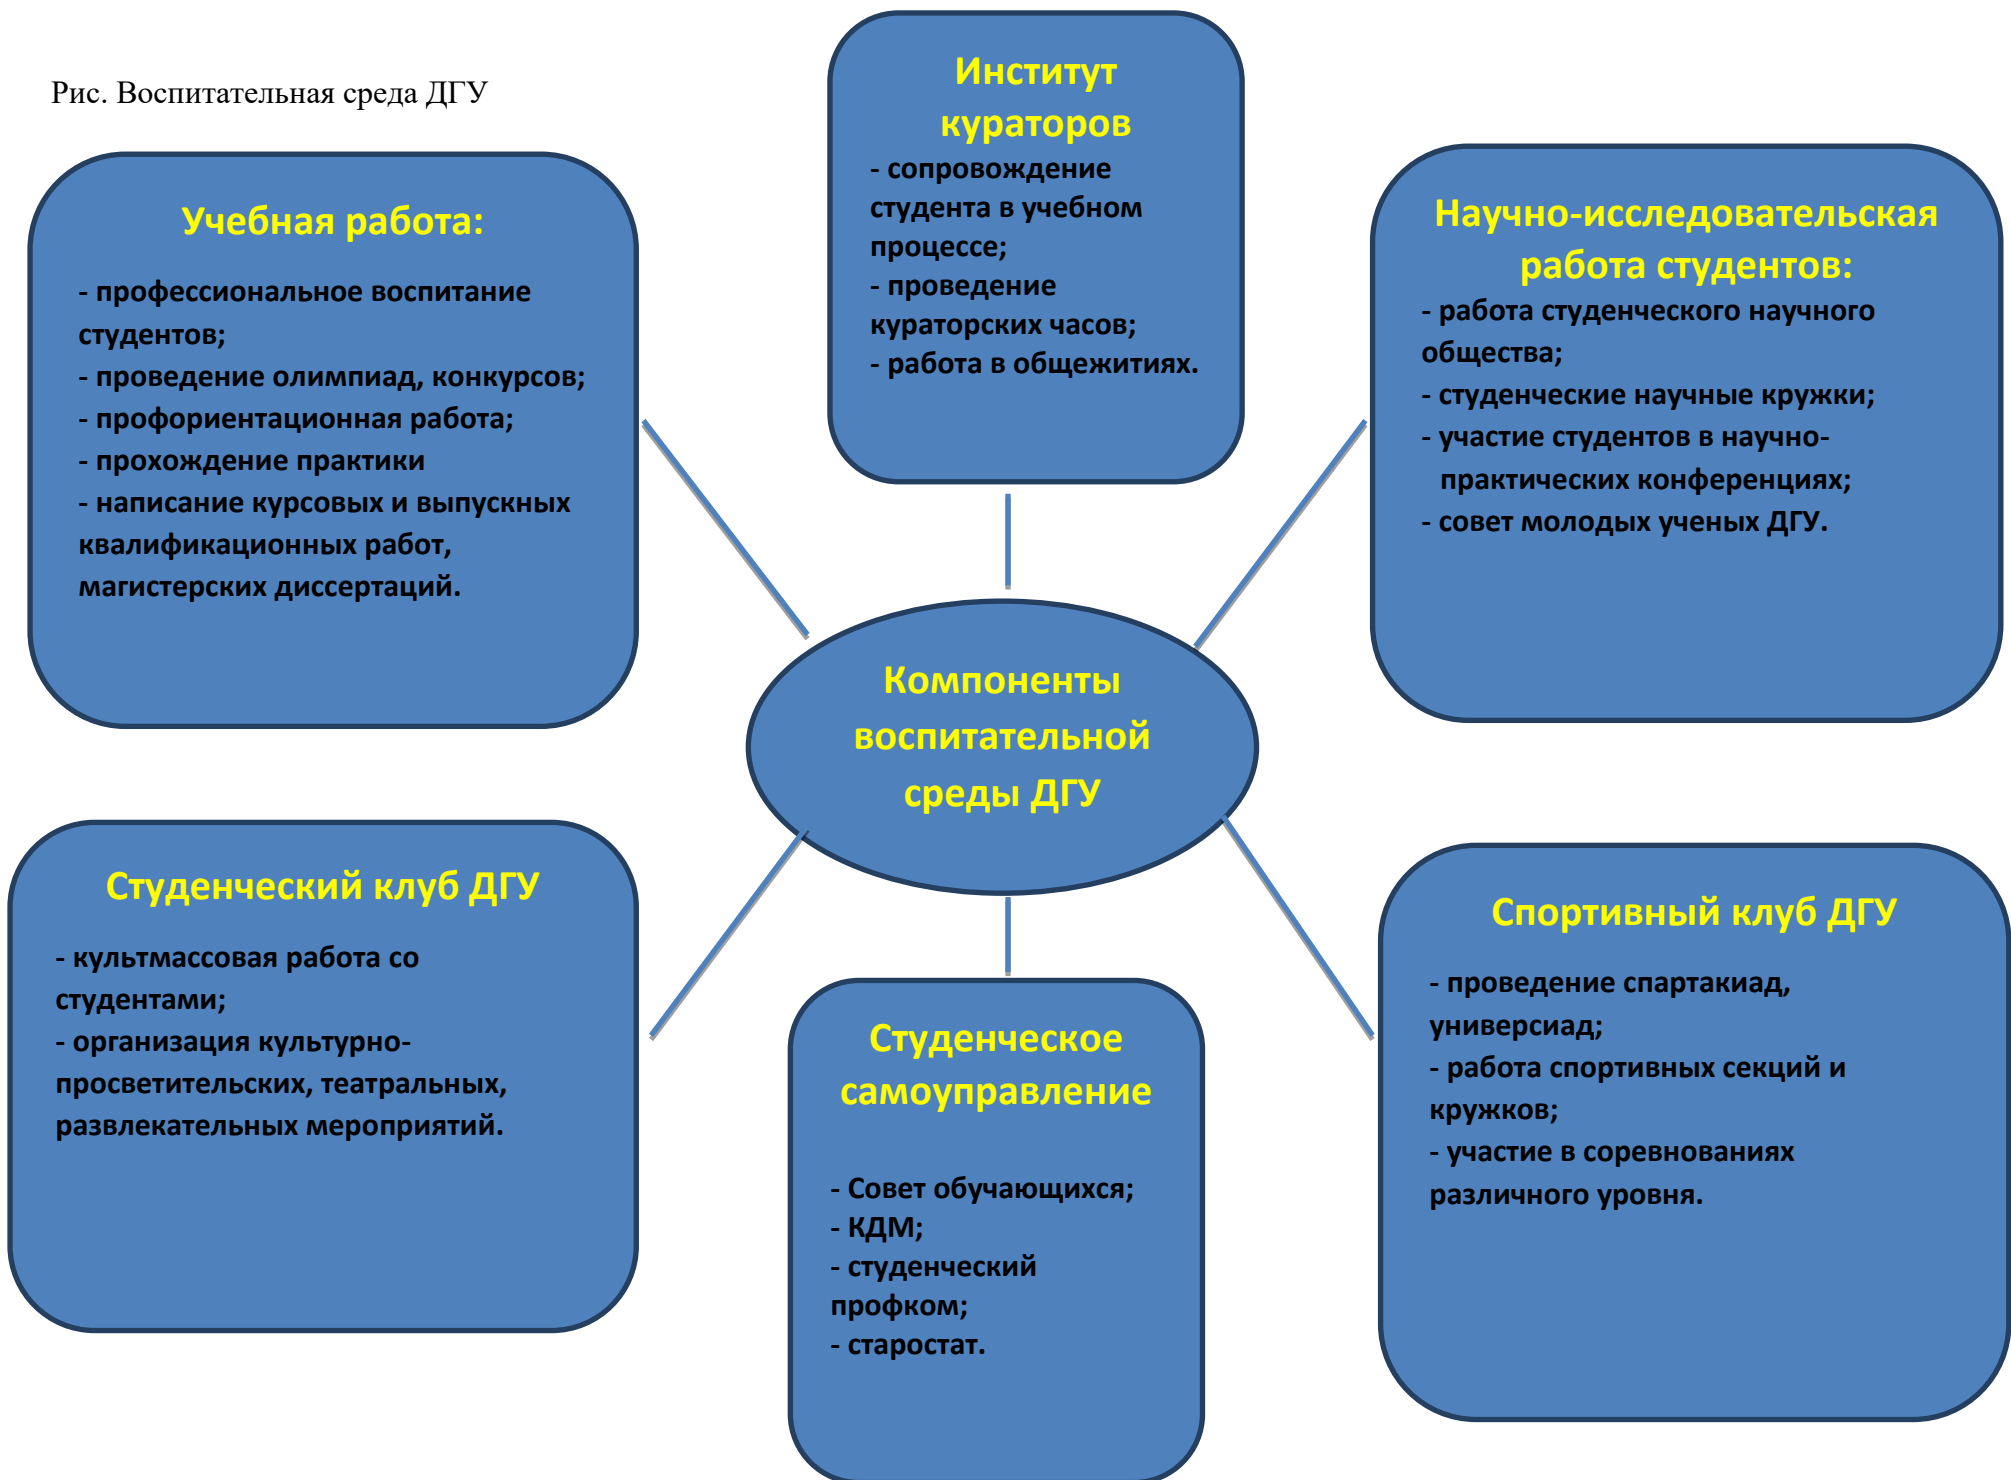 Рис. Воспитательная среда ДГУ
Институт
кураторов
- сопровождение
студента в учебном
процессе;
- проведение
кураторских часов;
- работа в общежитиях.
Учебная работа:
- профессиональное воспитание
студентов;
- проведение олимпиад, конкурсов;
- профориентационная работа;
- прохождение практики
- написание курсовых и выпускных
квалификационных работ,
магистерских диссертаций.
Научно-исследовательская
работа студентов:
- работа студенческого научного
общества;
- студенческие научные кружки;
- участие студентов в научно-
практических конференциях;
- совет молодых ученых ДГУ.
Компоненты
воспитательной
среды ДГУ
Студенческий клуб ДГУ
- культмассовая работа со
студентами;
- организация культурно-
просветительских, театральных,
развлекательных мероприятий.
Студенческое
самоуправление
- Совет обучающихся;
- КДМ;
- студенческий
профком;
- старостат.
Спортивный клуб ДГУ
- проведение спартакиад,
универсиад;
- работа спортивных секций и
кружков;
- участие в соревнованиях
различного уровня.